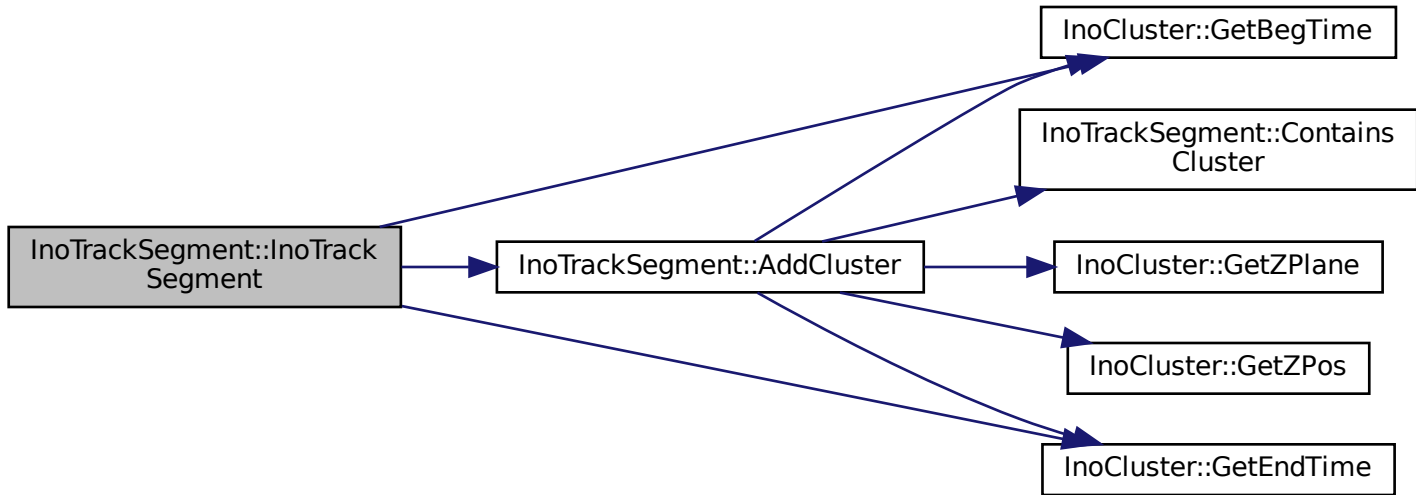 InoCluster::GetBegTime
InoTrackSegment::Contains
Cluster
InoTrackSegment::InoTrack
Segment
InoTrackSegment::AddCluster
InoCluster::GetZPlane
InoCluster::GetZPos
InoCluster::GetEndTime